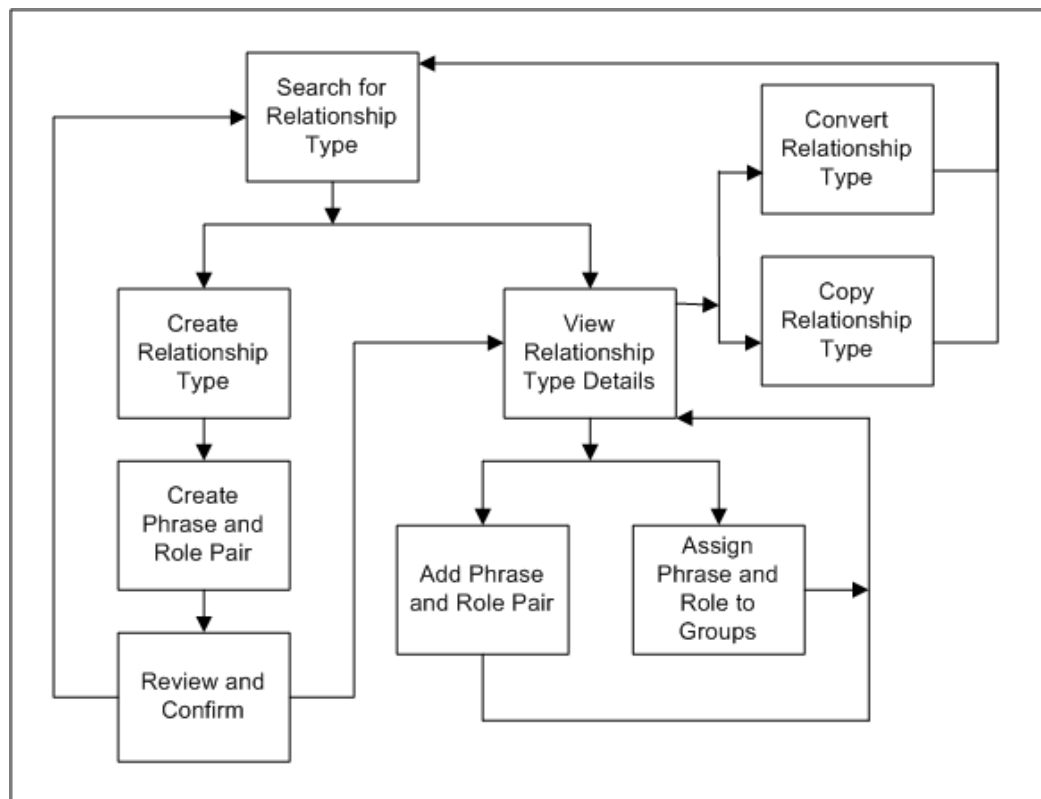 Search for
Relationship
Type
Convert
Relationship
Type
Copy
Relationship
Type
Create
Relationship
Type
View
Relationship
Type Details
Create
Phrase and
Role Pair
Add Phrase
and Role Pair
Assign
Phrase and
Role to
Groups
Review and
Confirm